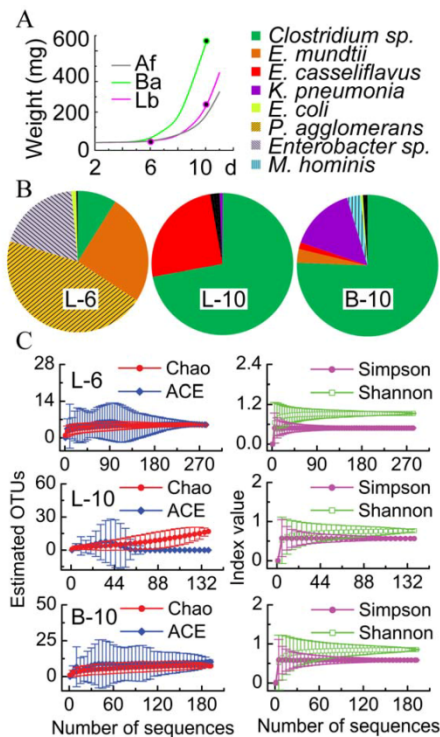 A
Weight (mg)
600
400
200
0
Af
Ba
Lb
2 6 10 d
Clostridium sp.
E. mundtii
E. casseliflavus
K. pneumonia
E. coli
P. agglomerans
Enterobacter sp.
M. hominis
B
L-6
L-10
B-10
C
Estimated OTUs
Index value
L-6
28
14
0
Chao
ACE
0 90 180 270
2.4
1.2
0.0
Simpson
Shannon
0 90 180 270
L-10
60
30
0
Chao
ACE
0 44 88 132
2
1
0
Simpson
Shannon
0 44 88 132
B-10
50
25
0
Chao
ACE
0 60 120 180
2
1
0
Simpson
Shannon
0 60 120 180
Number of sequences
Number of sequences